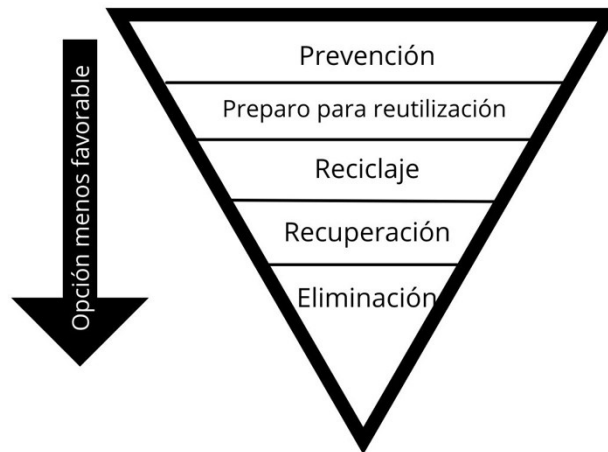 Opción menos favorable
Prevención
Preparo para reutilización
Reciclaje
Recuperación
Eliminación